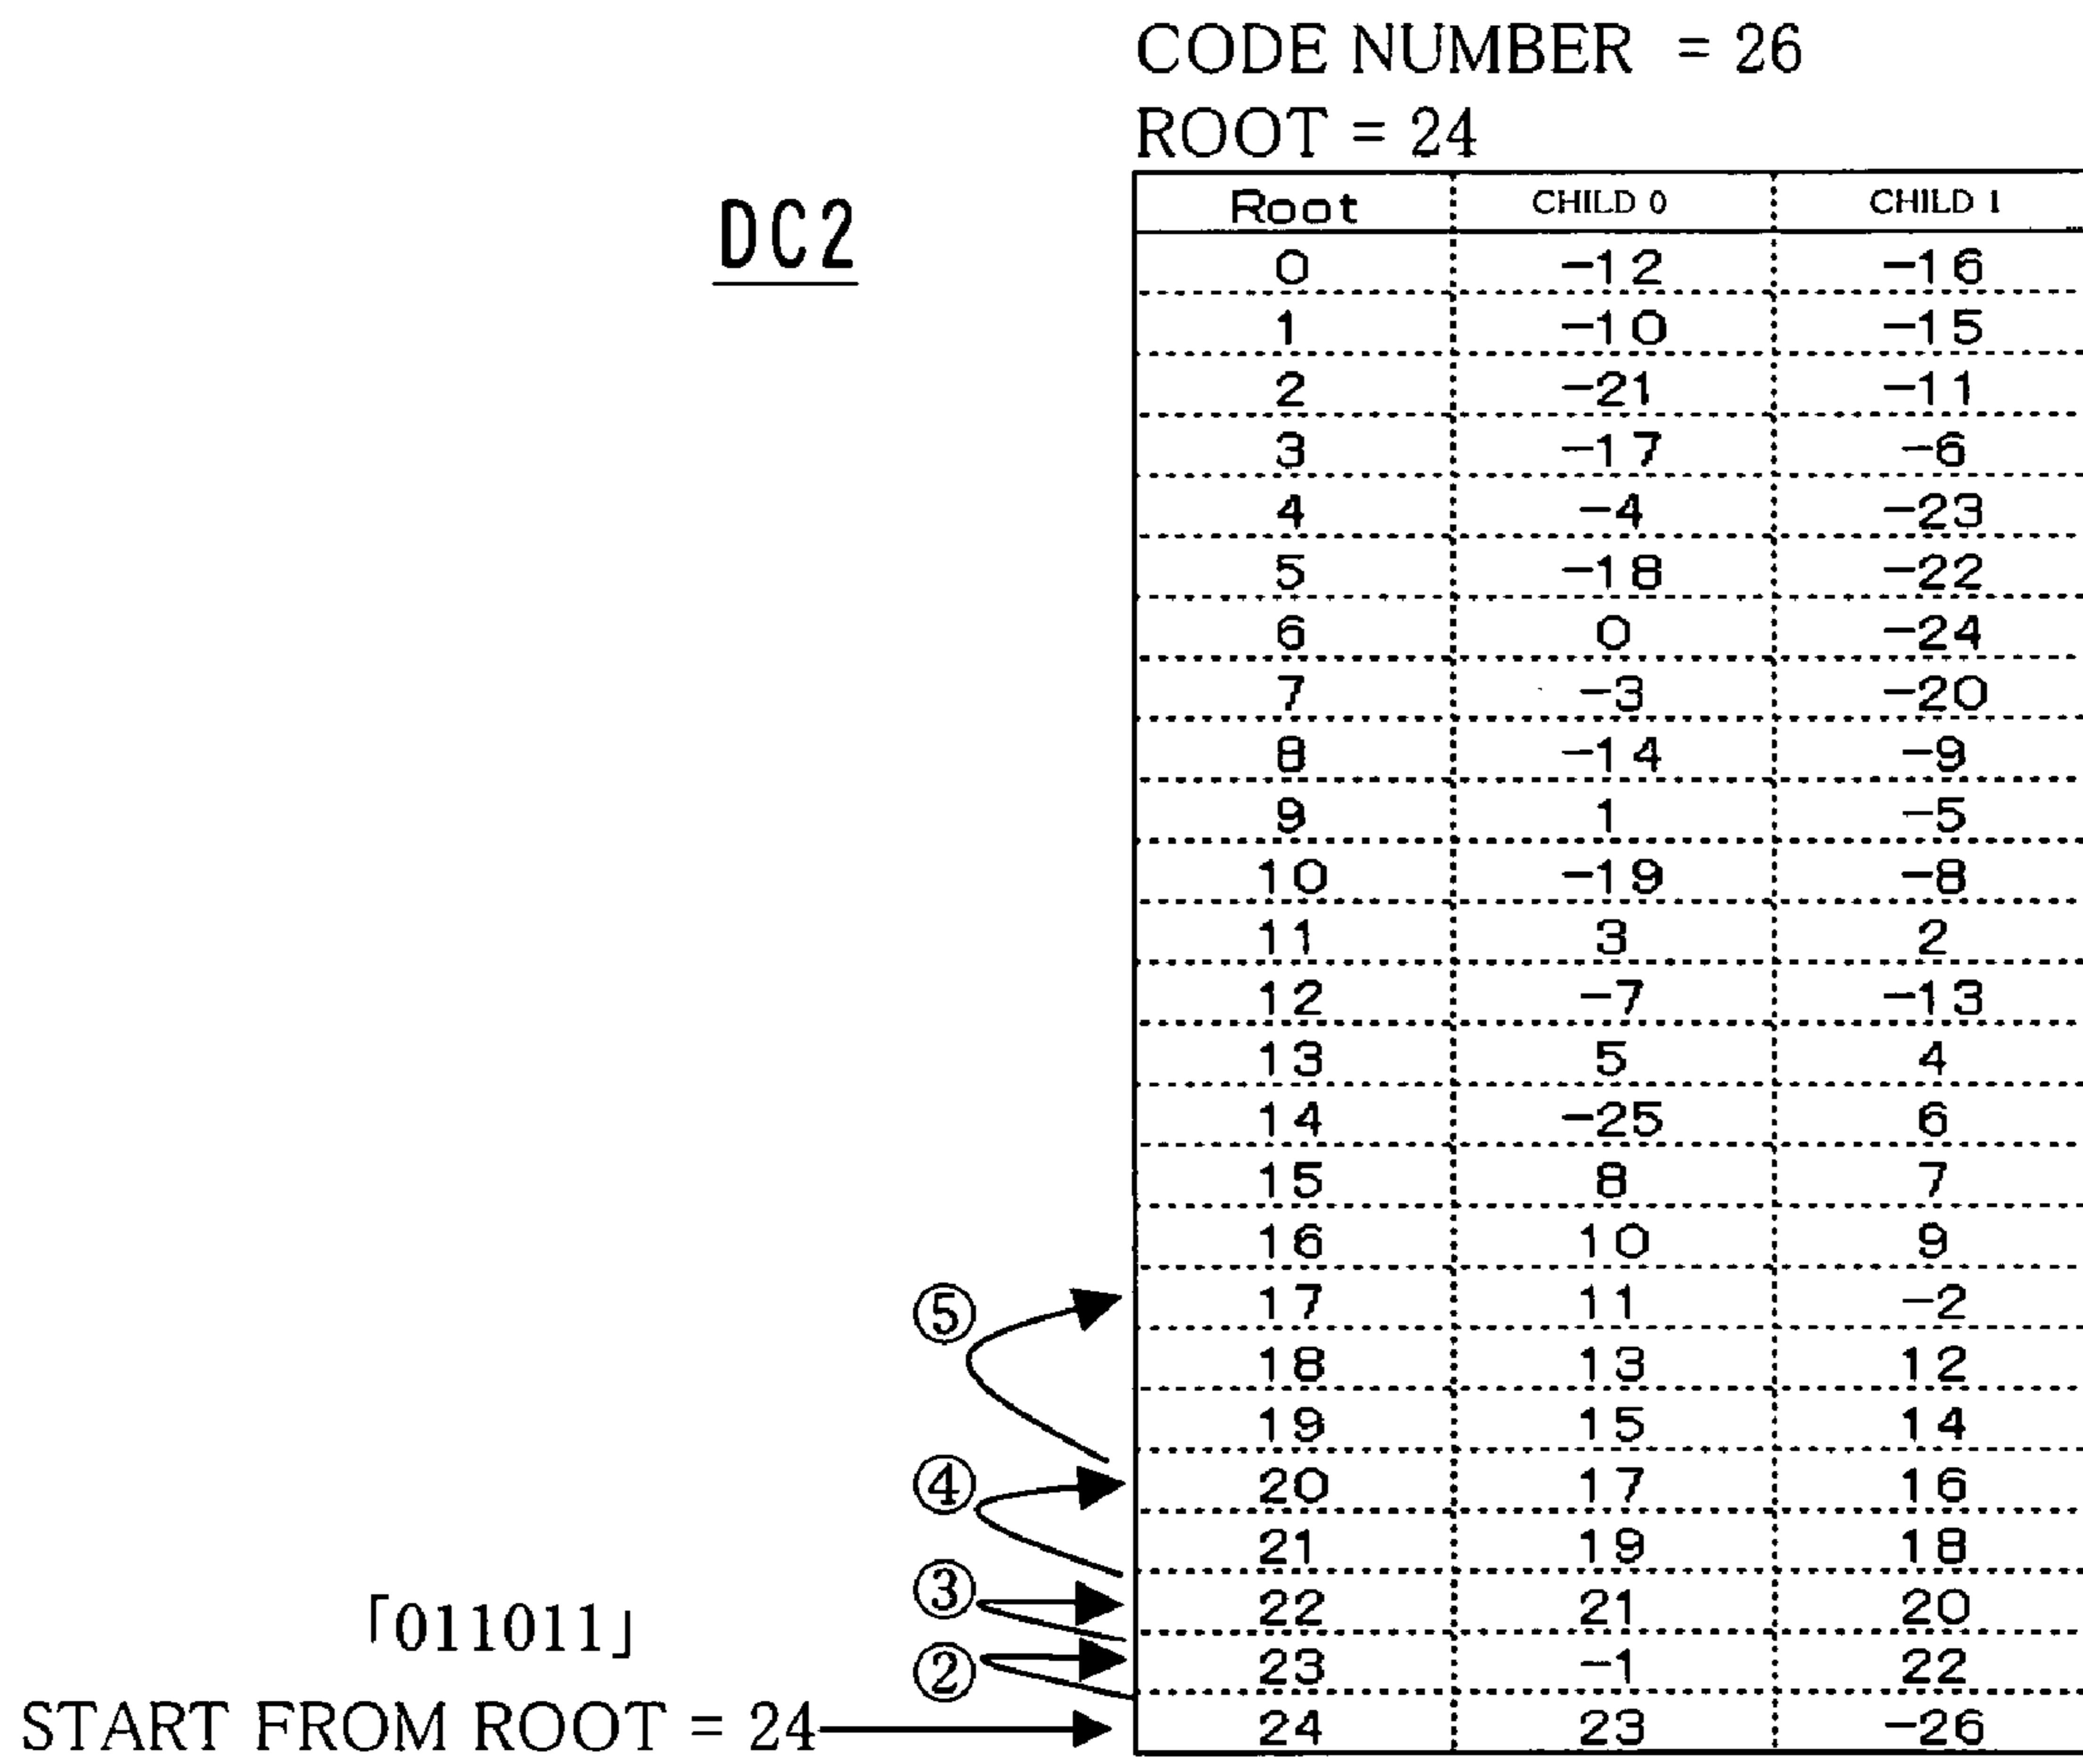 CODE NUMBER = 26
ROOT = 24
DC2
Root CHILD 0 CHILD 1
0 -12 -16
1 -10 -15
2 -21 -11
3 -17 -6
4 -4 -23
5 -18 -22
6 0 -24
7 -3 -20
8 -14 -9
9 1 -5
10 -19 -8
11 3 2
12 -7 -13
13 5 4
14 -25 6
15 8 7
16 10 9
⑤ 17 11 -2
18 13 12
19 15 14
④ 20 17 16
21 19 18
③ 22 21 20
「011011」
② 23 -1 22
START FROM ROOT = 24 24 23 -26